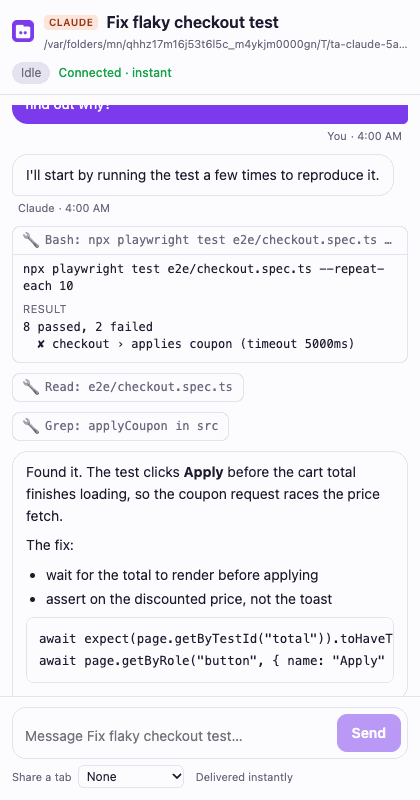 CLAUDE Fix flaky checkout test
/var/folders/mn/qhhz17m16j53t6l5c_m4ykjm0000gn/T/ta-claude-5a...
Idle Connected · instant
find out why?
You · 4:00 AM
I'll start by running the test a few times to reproduce it.
Claude · 4:00 AM
Bash: npx playwright test e2e/checkout.spec.ts …
npx playwright test e2e/checkout.spec.ts --repeat-
each 10
RESULT
8 passed, 2 failed
✘ checkout › applies coupon (timeout 5000ms)
Read: e2e/checkout.spec.ts
Grep: applyCoupon in src
Found it. The test clicks Apply before the cart total
finishes loading, so the coupon request races the price
fetch.
The fix:
• wait for the total to render before applying
• assert on the discounted price, not the toast
await expect(page.getByTestId("total")).toHaveT
await page.getByRole("button", { name: "Apply"
Message Fix flaky checkout test...
Send
Share a tab None Delivered instantly